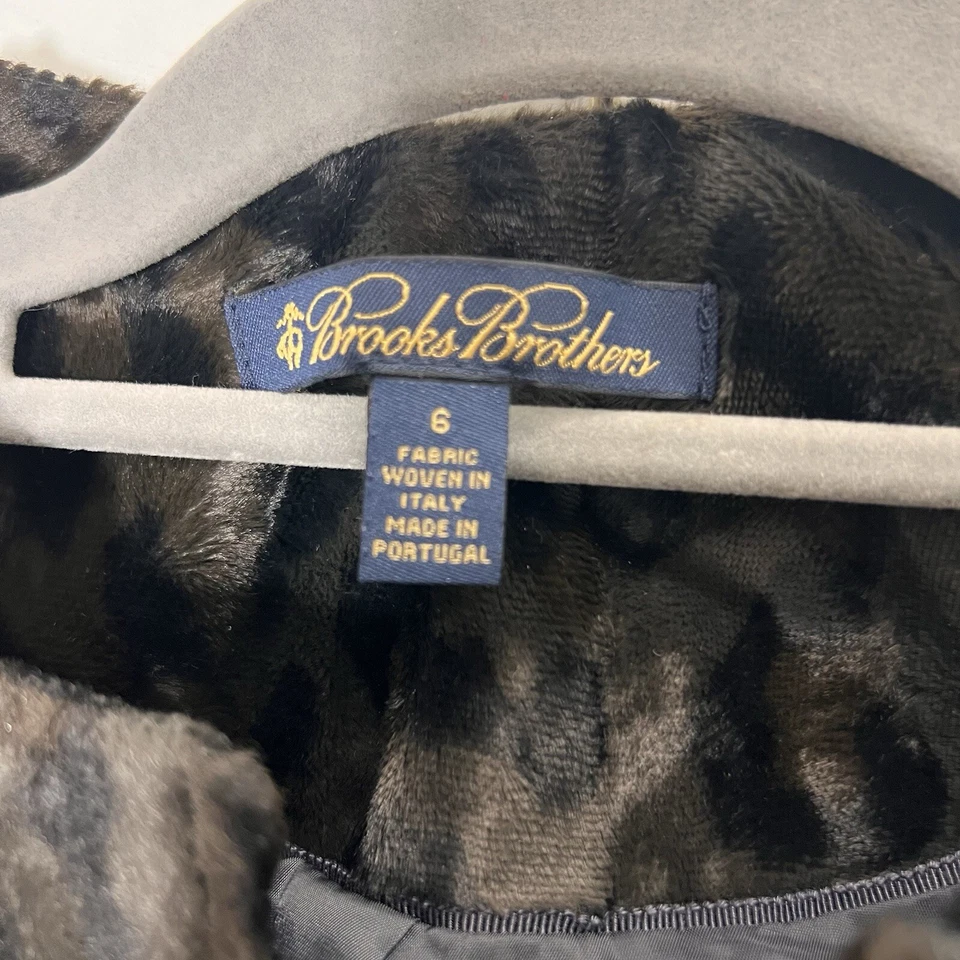 Brooks Brothers
6
FABRIC
WOVEN IN
ITALY
MADE IN
PORTUGAL